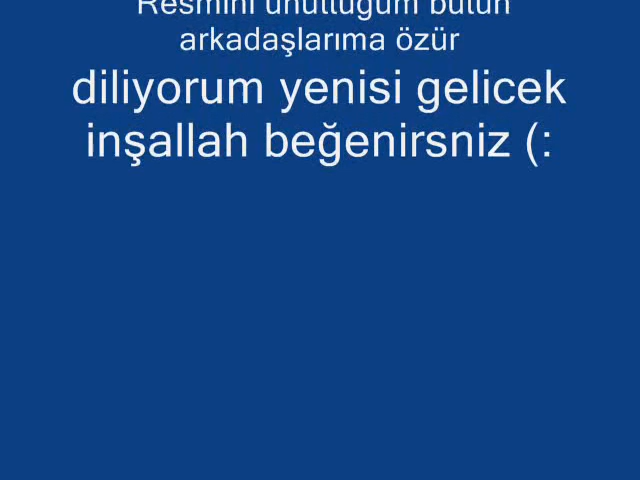 Resmini unuttuğum bütün
arkadaşlarıma özür
diliyorum yenisi gelicek
inşallah beğenirsniz (: